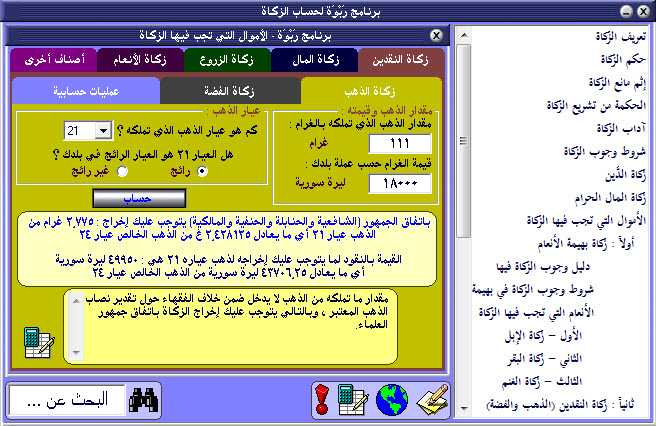 برنامج ربْوَة لحساب الزكاة
برنامج ربْوَة - الأموال التي تجب فيها الزكاة
زكاة النقدين
زكاة المال
زكاة الزروع
زكاة الأنعام
أصناف أخرى
زكاة الذهب
زكاة الفضة
عمليات حسابية
مقدار الذهب وقيمته :
مقدار الذهب الذي تملكه بالغرام :
١١١ غرام
قيمة الغرام حسب عملة بلدك :
١٨٠٠٠ ليرة سورية
عيار الذهب :
كم هو عيار الذهب الذي تملكه ؟ 21
هل العيار ٢١ هو العيار الرائج في بلدك ؟
رائج
غير رائج
حساب
باتفاق الجمهور (الشافعية والحنابلة والحنفية والمالكية) يتوجب عليك إخراج : ٢,٧٧٥ غرام من
الذهب عيار ٢١ أي ما يعادل ٢,٤٢٨١٢٥ غ من الذهب الخالص عيار ٢٤
القيمة بالنقود لما يتوجب عليك إخراجه لذهب عياره ٢١ هي : ٤٩٩٥٠ ليرة سورية
أي ما يعادل ٤٣٧٠٦,٢٥ ليرة سورية من الذهب الخالص عيار ٢٤
مقدار ما تملكه من الذهب لا يدخل ضمن خلاف الفقهاء حول تقدير نصاب
الذهب المعتبر ، وبالتالي يتوجب عليك إخراج الزكاة باتفاق جمهور
العلماء.
البحث عن ...
تعريف الزكاة
حكم الزكاة
إثم مانع الزكاة
الحكمة من تشريع الزكاة
آداب الزكاة
شروط وجوب الزكاة
زكاة الدَّين
زكاة المال الحرام
الأموال التي تجب فيها الزكاة
أولاً : زكاة بهيمة الأنعام
دليل وجوب الزكاة فيها
شروط وجوب الزكاة في بهيمة
الأنعام التي تجب فيها الزكاة
الأول – زكاة الإبل
الثاني – زكاة البقر
الثالث – زكاة الغنم
ثانياً : زكاة النقدين (الذهب والفضة)